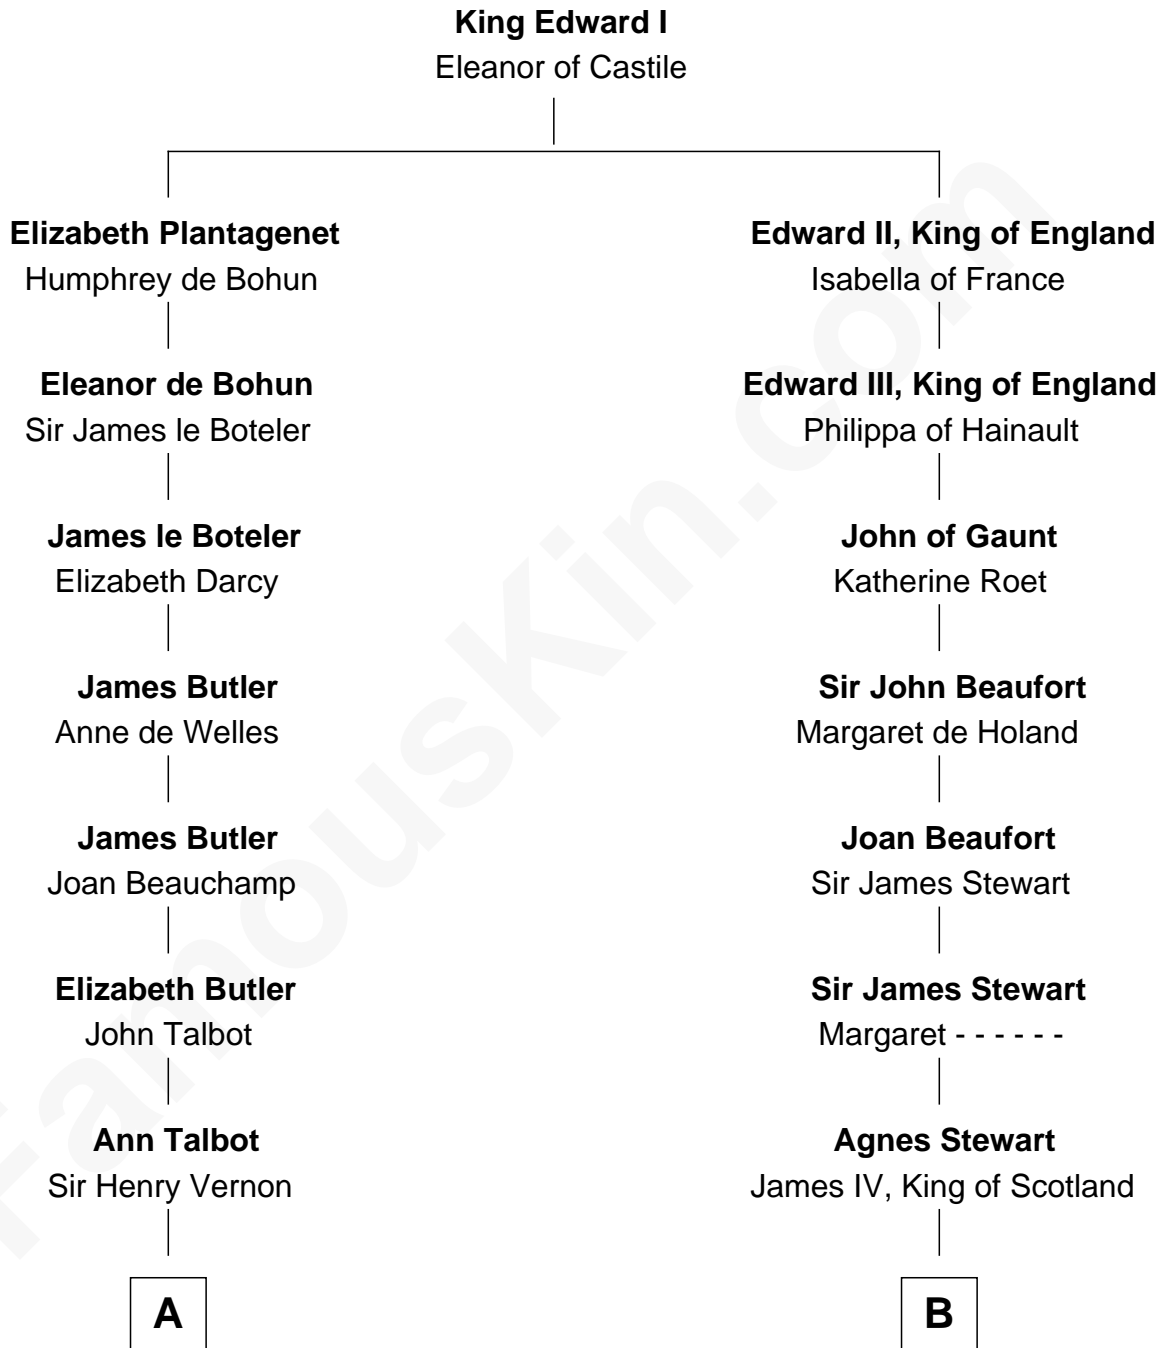 King Edward I
Eleanor of Castile
Elizabeth Plantagenet
Humphrey de Bohun
Eleanor de Bohun
Sir James le Boteler
James le Boteler
Elizabeth Darcy
James Butler
Anne de Welles
James Butler
Joan Beauchamp
Elizabeth Butler
John Talbot
Ann Talbot
Sir Henry Vernon
A
Edward II, King of England
Isabella of France
Edward III, King of England
Philippa of Hainault
John of Gaunt
Katherine Roet
Sir John Beaufort
Margaret de Holand
Joan Beaufort
Sir James Stewart
Sir James Stewart
Margaret - - - - - -
Agnes Stewart
James IV, King of Scotland
B
FamousKin.com